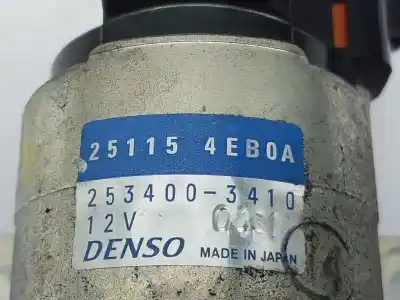 25115 4EB0A
253400-3410
12V
DENSO MADE IN JAPAN